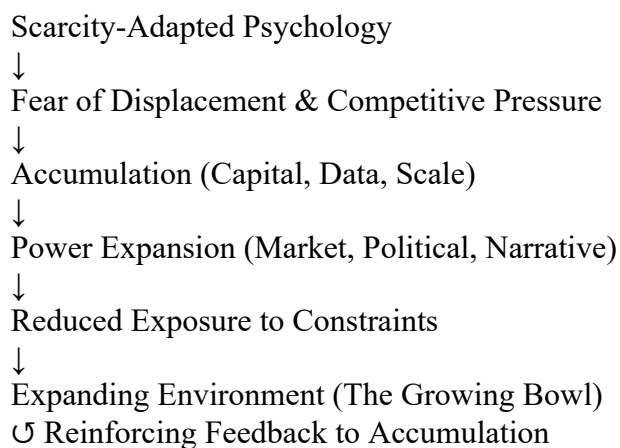 Scarcity-Adapted Psychology
↓
Fear of Displacement & Competitive Pressure
↓
Accumulation (Capital, Data, Scale)
↓
Power Expansion (Market, Political, Narrative)
↓
Reduced Exposure to Constraints
↓
Expanding Environment (The Growing Bowl)
↺ Reinforcing Feedback to Accumulation